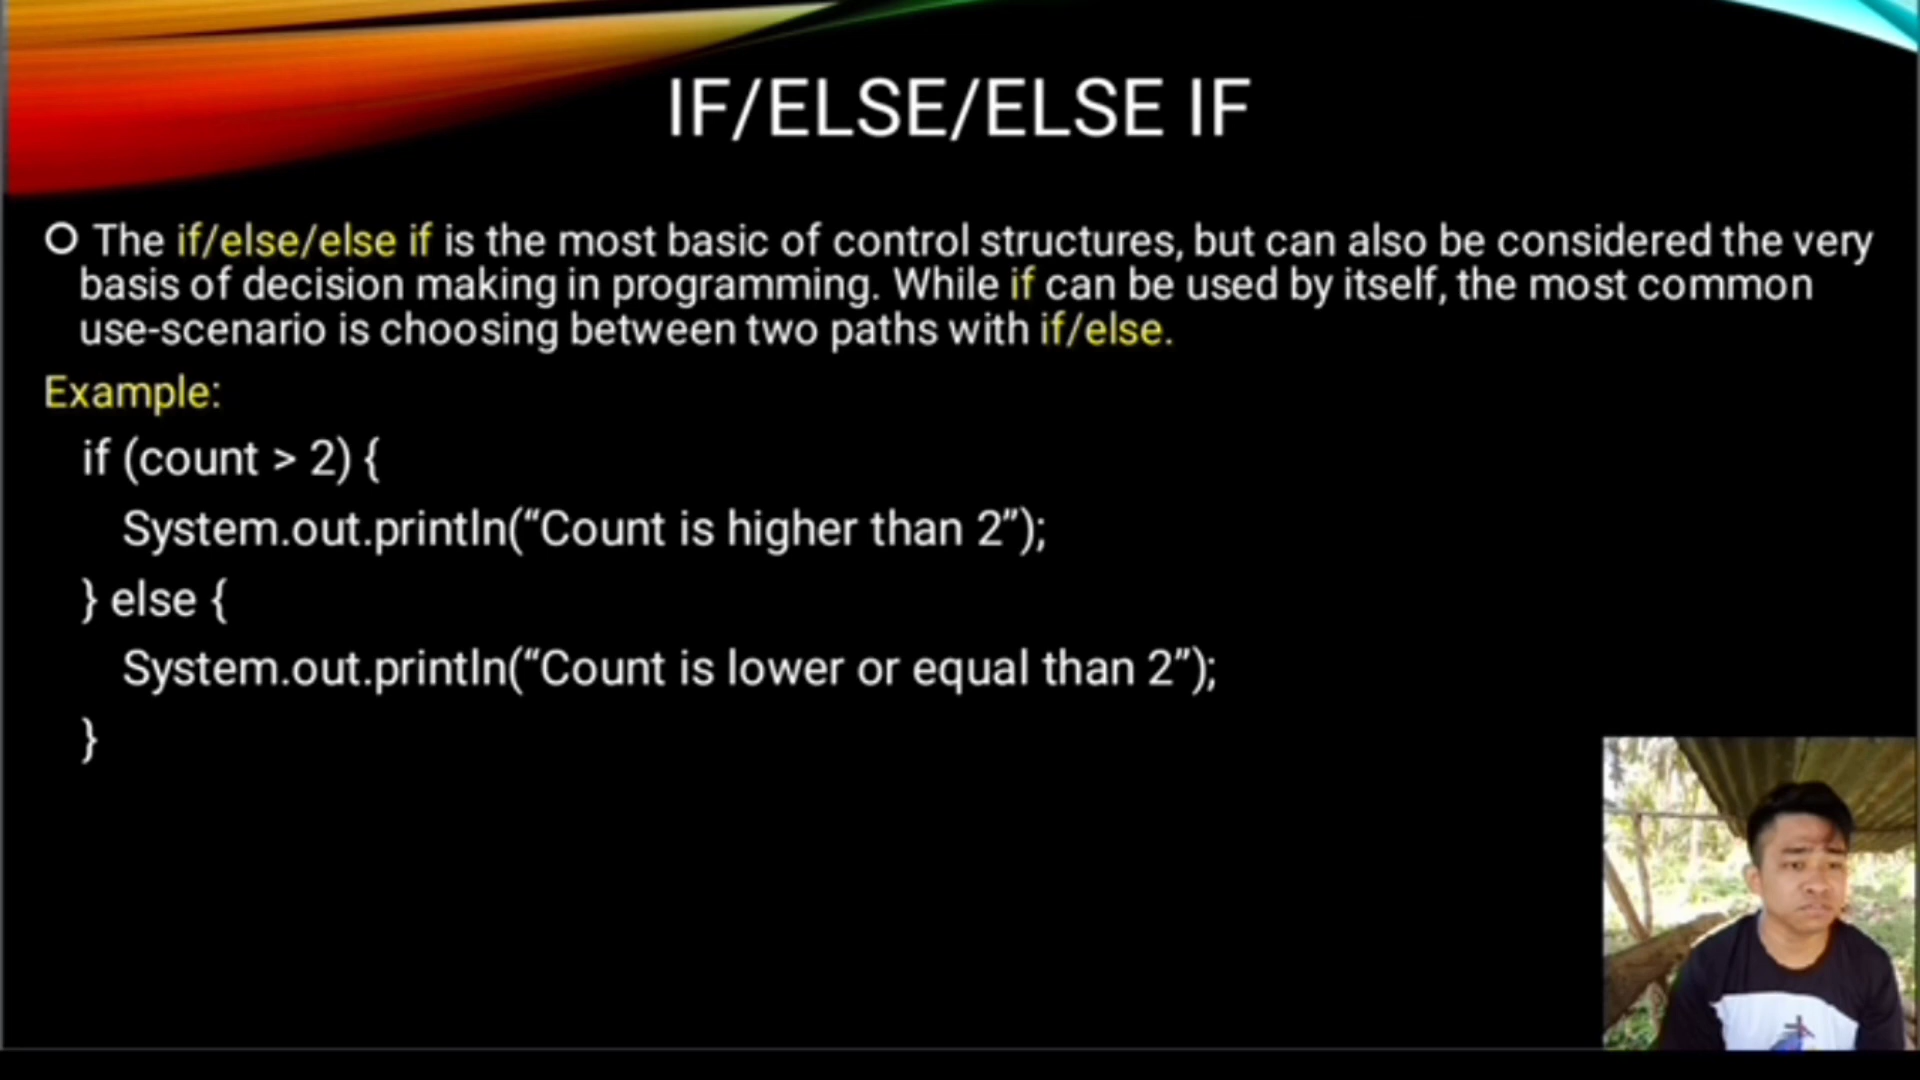 IF/ELSE/ELSE IF
The if/else/else if is the most basic of control structures, but can also be considered the very
basis of decision making in programming. While if can be used by itself, the most common
use-scenario is choosing between two paths with if/else.
Example:
if (count > 2) {
System.out.println(“Count is higher than 2”);
} else {
System.out.println(“Count is lower or equal than 2”);
}